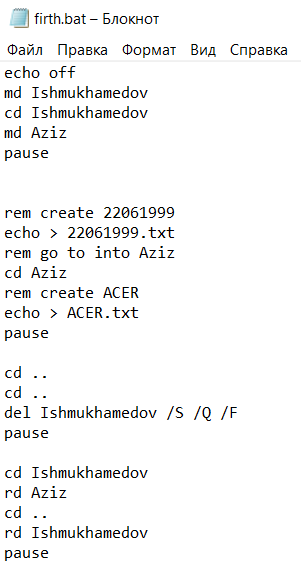 firth.bat – Блокнот
Файл Правка Формат Вид Справка
echo off
md Ishmukhamedov
cd Ishmukhamedov
md Aziz
pause
rem create 22061999
echo > 22061999.txt
rem go to into Aziz
cd Aziz
rem create ACER
echo > ACER.txt
pause
cd ..
cd ..
del Ishmukhamedov /S /Q /F
pause
cd Ishmukhamedov
rd Aziz
cd ..
rd Ishmukhamedov
pause